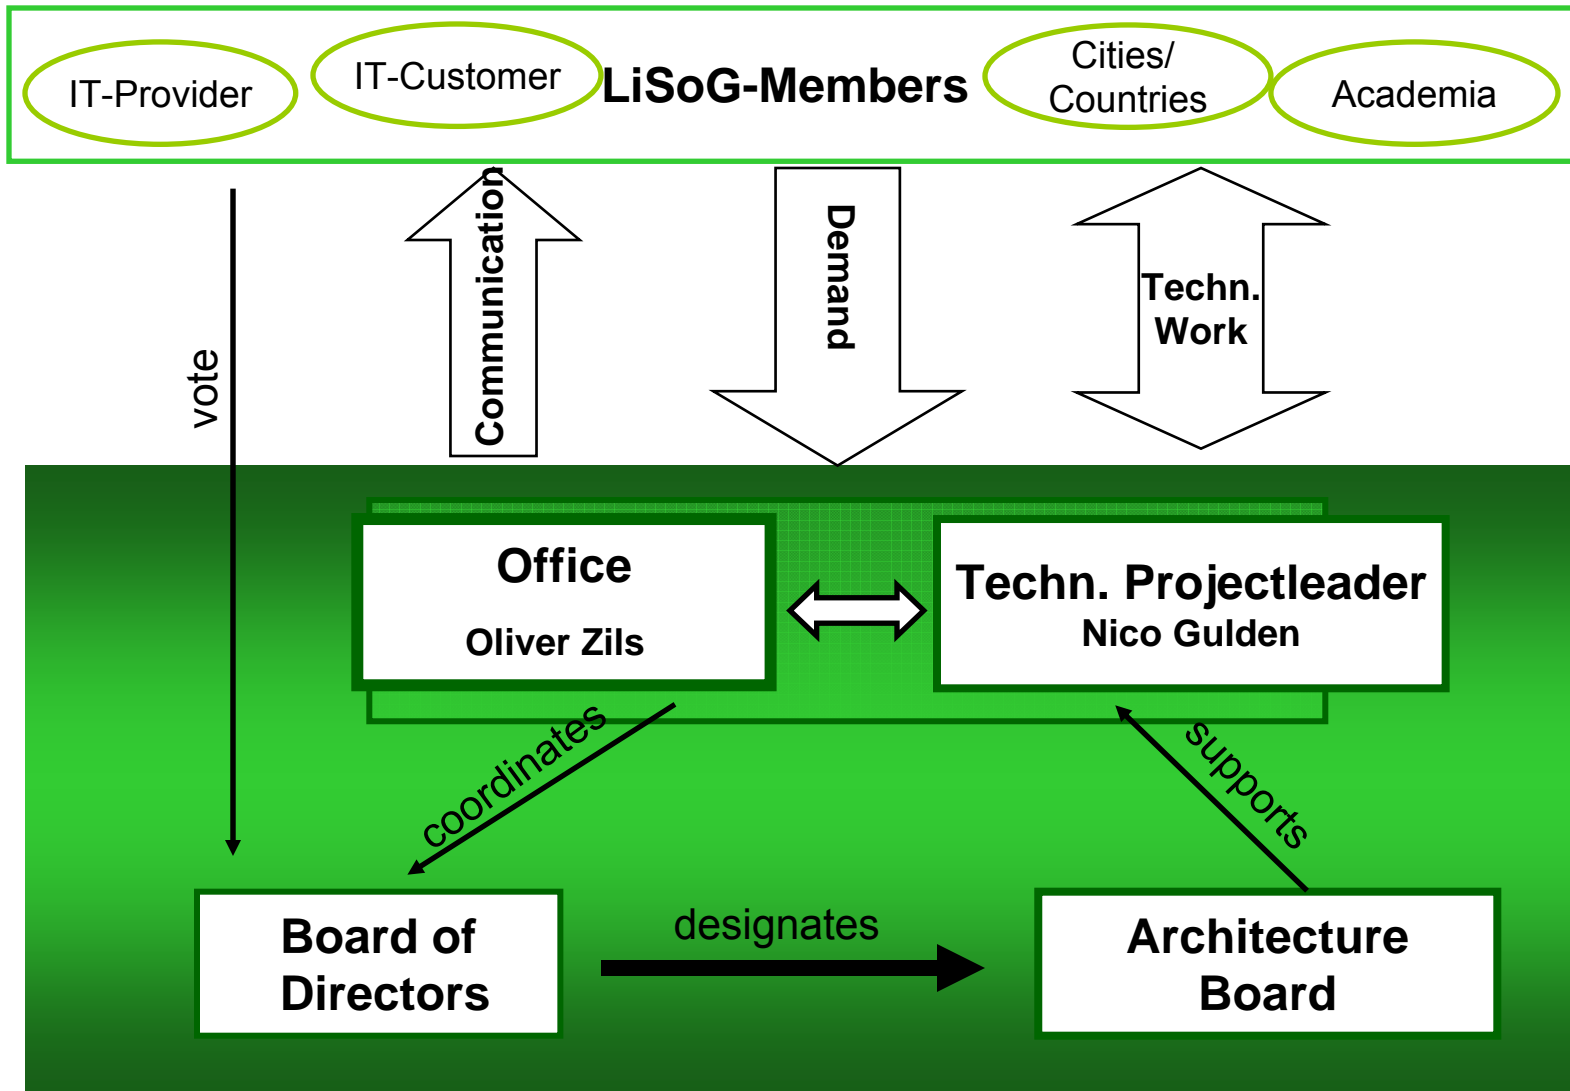 IT-Provider
IT-Customer
LiSoG-Members
Cities/
Countries
Academia
vote
Communication
Demand
Techn.
Work
Office
Oliver Zils
Techn. Projectleader
Nico Gulden
coordinates
supports
Board of
Directors
designates
Architecture
Board